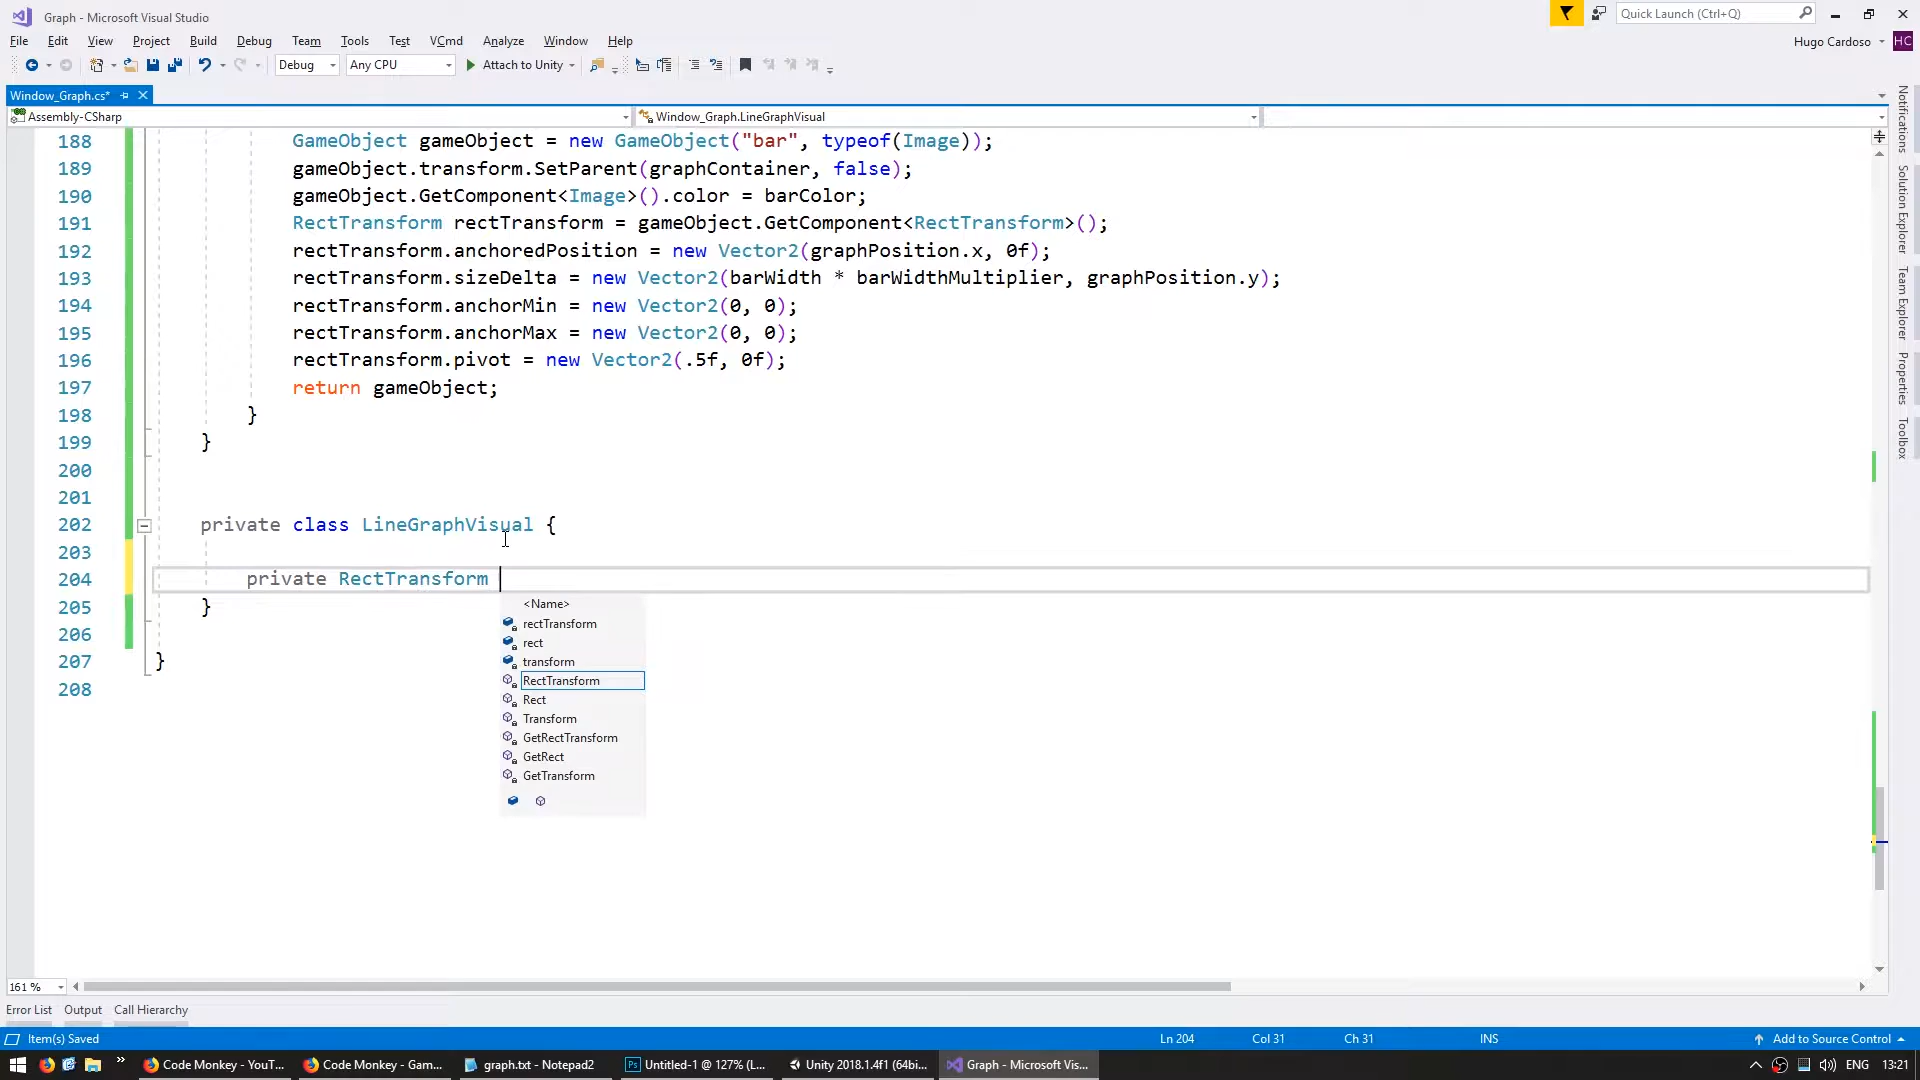 Graph - Microsoft Visual Studio
Quick Launch (Ctrl+Q)
File Edit View Project Build Debug Team Tools Test VCmd Analyze Window Help
Hugo Cardoso HC
Debug Any CPU Attach to Unity
Window_Graph.cs*
Assembly-CSharp Window_Graph.LineGraphVisual
188 GameObject gameObject = new GameObject("bar", typeof(Image));
189 gameObject.transform.SetParent(graphContainer, false);
190 gameObject.GetComponent<Image>().color = barColor;
191 RectTransform rectTransform = gameObject.GetComponent<RectTransform>();
192 rectTransform.anchoredPosition = new Vector2(graphPosition.x, 0f);
193 rectTransform.sizeDelta = new Vector2(barWidth * barWidthMultiplier, graphPosition.y);
194 rectTransform.anchorMin = new Vector2(0, 0);
195 rectTransform.anchorMax = new Vector2(0, 0);
196 rectTransform.pivot = new Vector2(.5f, 0f);
197 return gameObject;
198 }
199 }
200
201
202 private class LineGraphVisual {
203
204 private RectTransform
205 }
206
207 }
208
<Name>
rectTransform
rect
transform
RectTransform
Rect
Transform
GetRectTransform
GetRect
GetTransform
Notifications
Solution Explorer
Team Explorer
Properties
Toolbox
161 %
Error List Output Call Hierarchy
Item(s) Saved Ln 204 Col 31 Ch 31 INS Add to Source Control
Code Monkey - YouT... Code Monkey - Gam... graph.txt - Notepad2 Untitled-1 @ 127% (L... Unity 2018.1.4f1 (64bi... Graph - Microsoft Vis... ENG 13:21